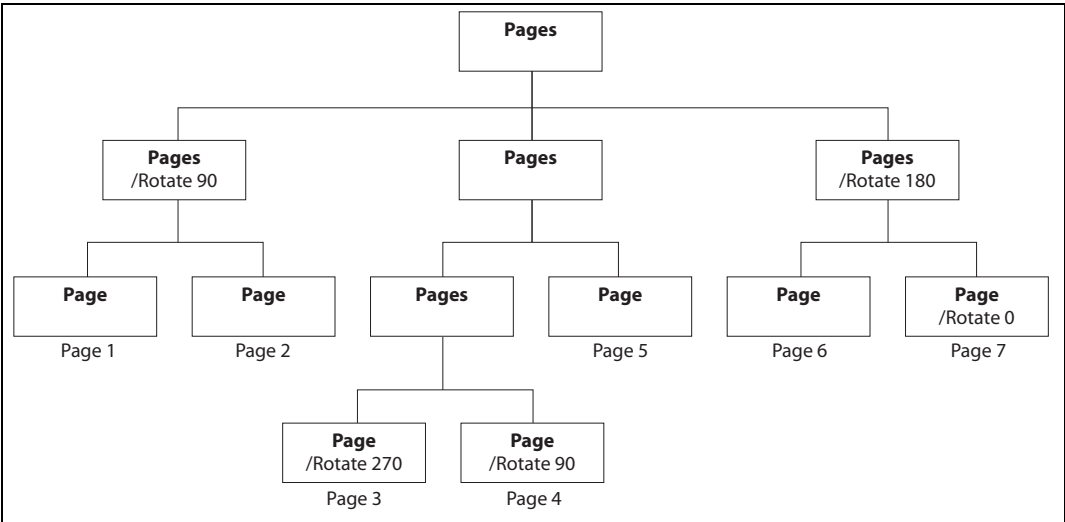 Pages
Pages
/Rotate 90
Pages
Pages
/Rotate 180
Page
Page 1
Page
Page 2
Pages
Page
Page 5
Page
Page 6
Page
/Rotate 0
Page 7
Page
/Rotate 270
Page 3
Page
/Rotate 90
Page 4